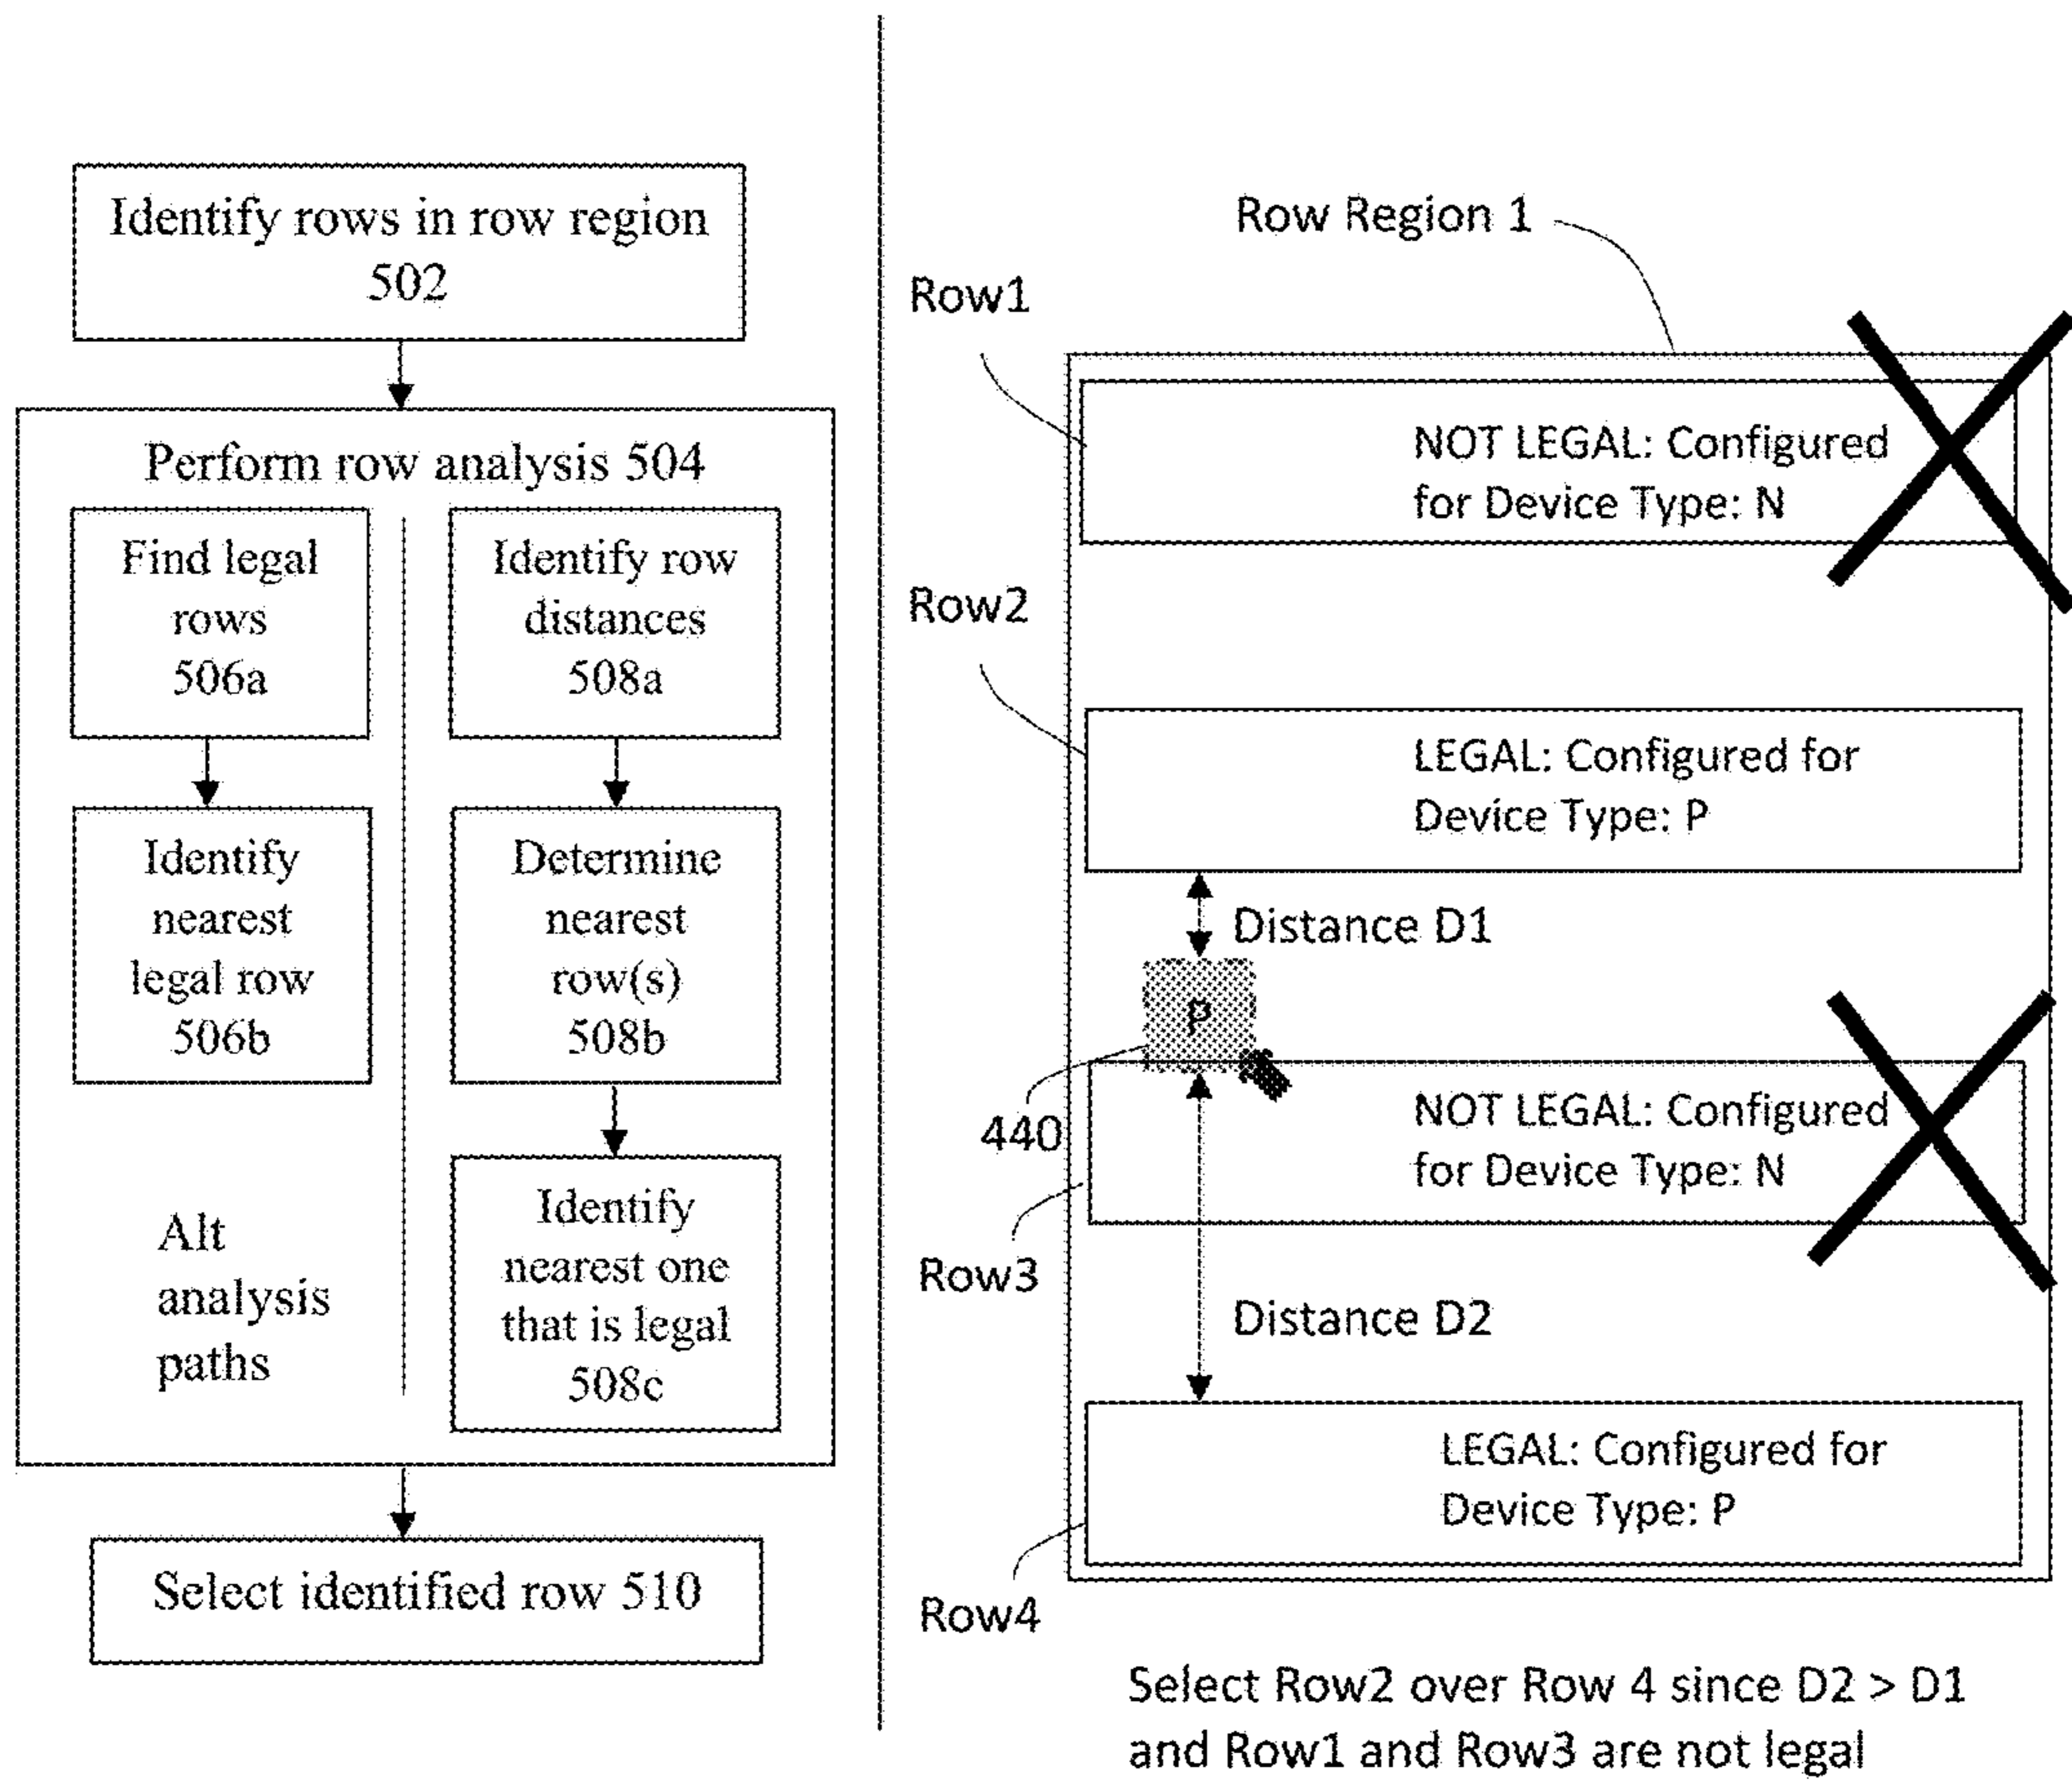 Identify rows in row region
502
Perform row analysis 504
Find legal
rows
506a
Identify
nearest
legal row
506b
Alt
analysis
paths
Identify row
distances
508a
Determine
nearest
row(s)
508b
Identify
nearest one
that is legal
508c
Select identified row 510
Row Region 1
Row1
NOT LEGAL: Configured
for Device Type: N
Row2
LEGAL: Configured for
Device Type: P
Distance D1
P
440
NOT LEGAL: Configured
for Device Type: N
Row3
Distance D2
LEGAL: Configured for
Device Type: P
Row4
Select Row2 over Row 4 since D2 > D1
and Row1 and Row3 are not legal